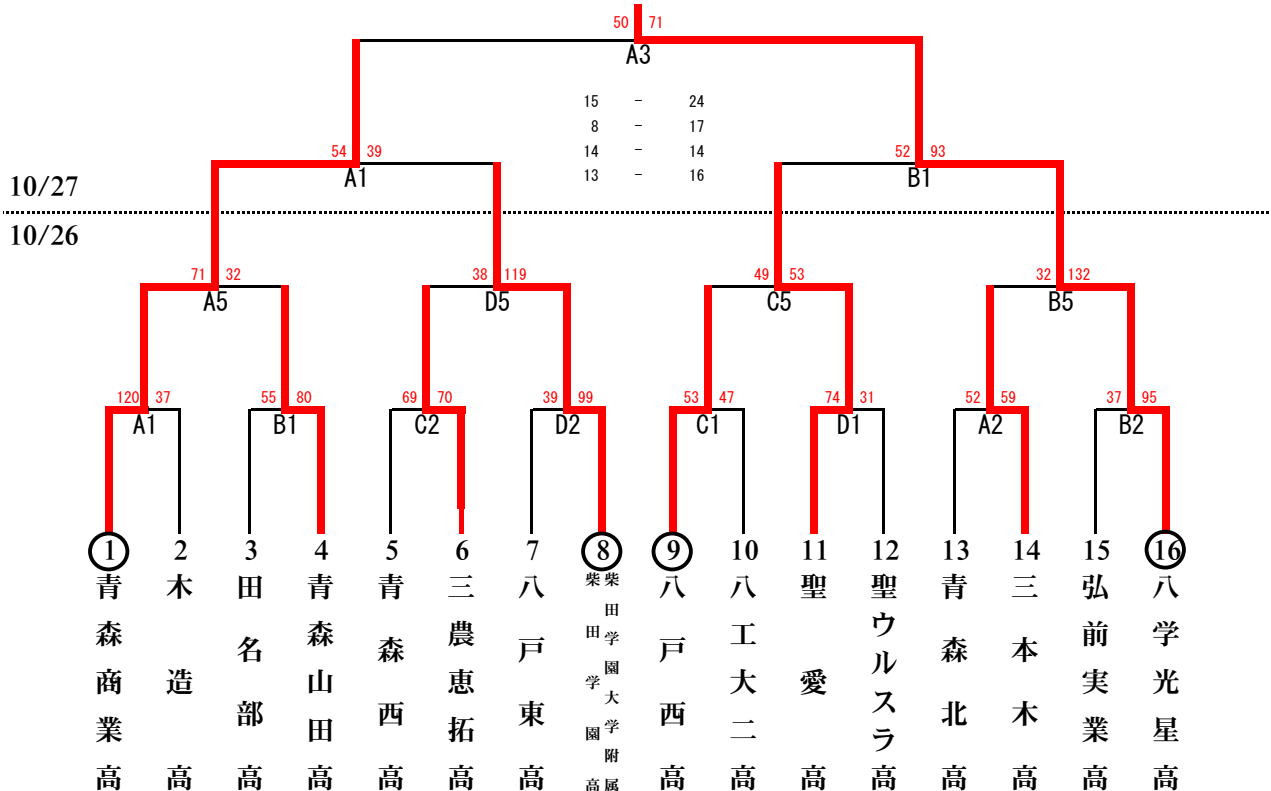 50 71
A3
15 - 24
8 - 17
14 - 14
13 - 16
54 39
A1
52 93
B1
10/27
10/26
71 32
A5
38 119
D5
49 53
C5
32 132
B5
120 37
A1
55 80
B1
69 70
C2
39 99
D2
53 47
C1
74 31
D1
52 59
A2
37 95
B2
1
青森商業高
2
木造高
3
田名部高
4
青森山田高
5
青森西高
6
三農恵拓高
7
八戸東高
8
柴田学園大学附属
柴田学園高
9
八戸西高
10
八工大二高
11
聖愛高
12
聖ウルスラ高
13
青森北高
14
三本木高
15
弘前実業高
16
八学光星高